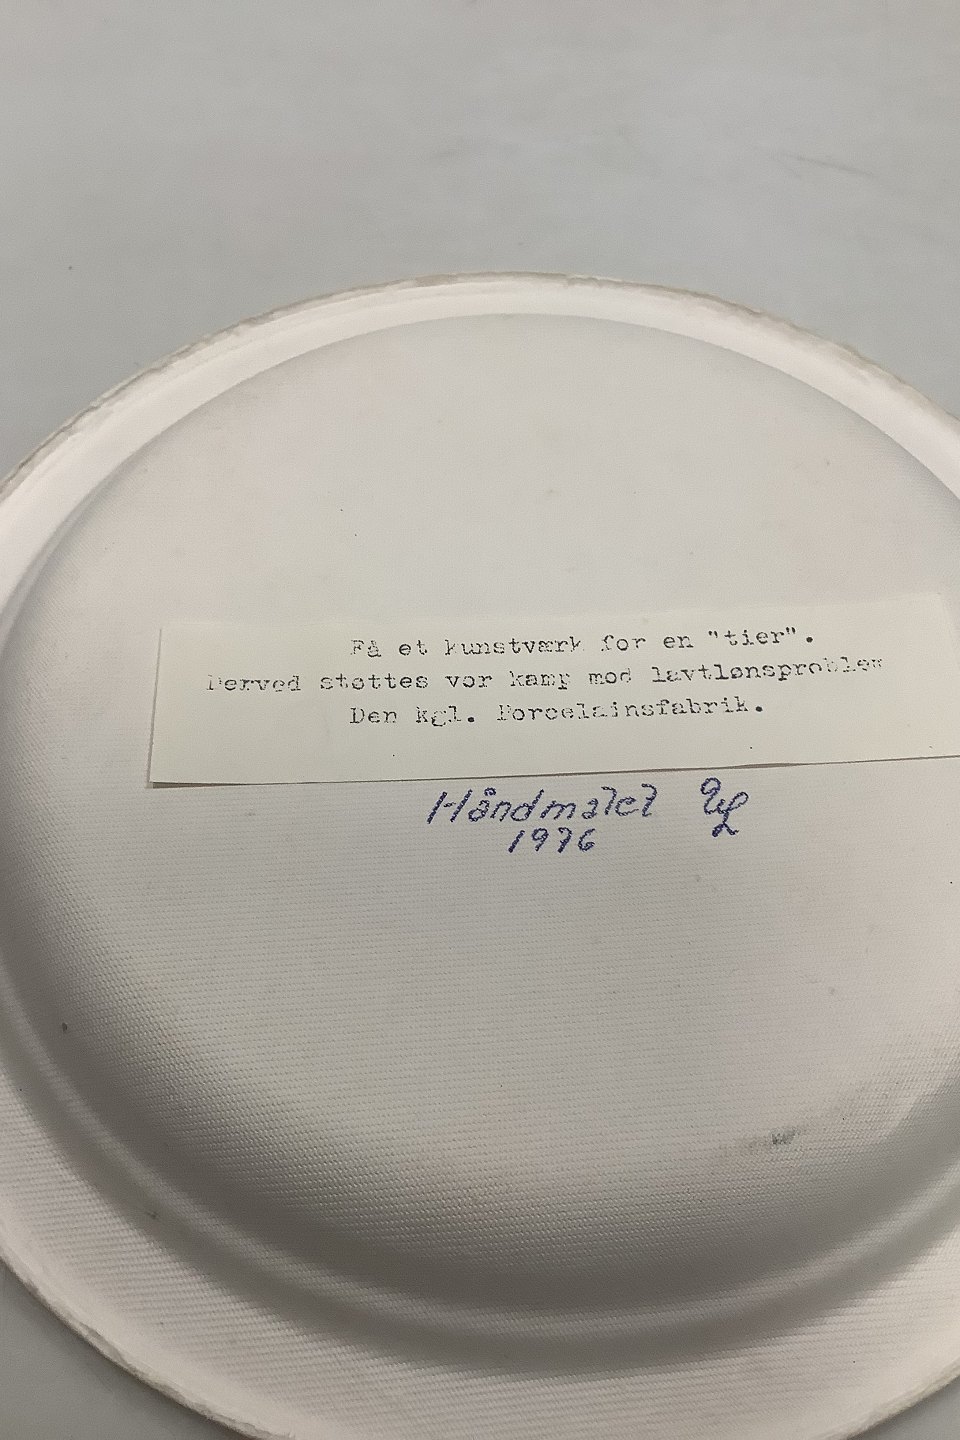 Få et kunstværk for en "tier".
Derved støttes vor kamp mod lavtlønsproblem
Den kgl. Porcelainsfabrik.
Håndmalet
1976